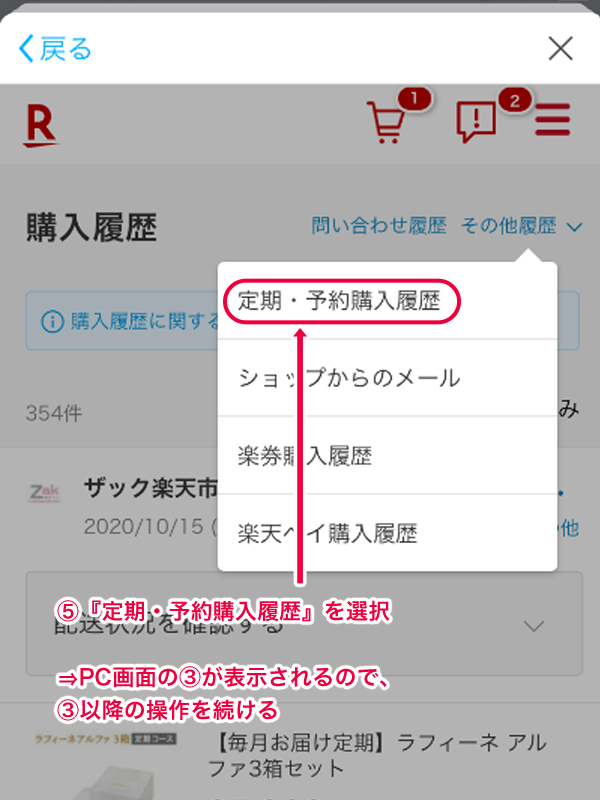 戻る
R
1
2
購入履歴
問い合わせ履歴 その他履歴
定期・予約購入履歴
購入履歴に関する
ショップからのメール
354件
み
楽券購入履歴
Zak
ザック楽天市
2020/10/15 (
他
楽天ペイ購入履歴
⑤『定期・予約購入履歴』を選択
配送状況を確認する
⇒PC画面の③が表示されるので、
③以降の操作を続ける
ラフィーネアルファ 3箱 定期コース
【毎月お届け定期】ラフィーネ アル
ファ3箱セット